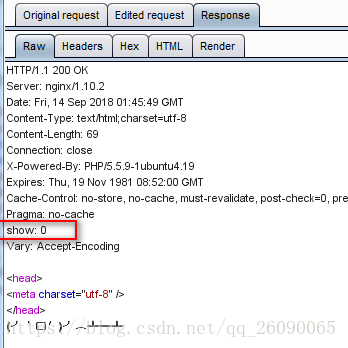 Original request Edited request Response
Raw Headers Hex HTML Render
HTTP/1.1 200 OK
Server: nginx/1.10.2
Date: Fri, 14 Sep 2018 01:45:49 GMT
Content-Type: text/html;charset=utf-8
Content-Length: 69
Connection: close
X-Powered-By: PHP/5.5.9-1ubuntu4.19
Expires: Thu, 19 Nov 1981 08:52:00 GMT
Cache-Control: no-store, no-cache, must-revalidate, post-check=0, pre
Pragma: no-cache
show: 0
Vary: Accept-Encoding
<head>
<meta charset="utf-8" />
</head>
(╯' □' )╯︵┻━┻
https://blog.csdn.net/qq_26090065